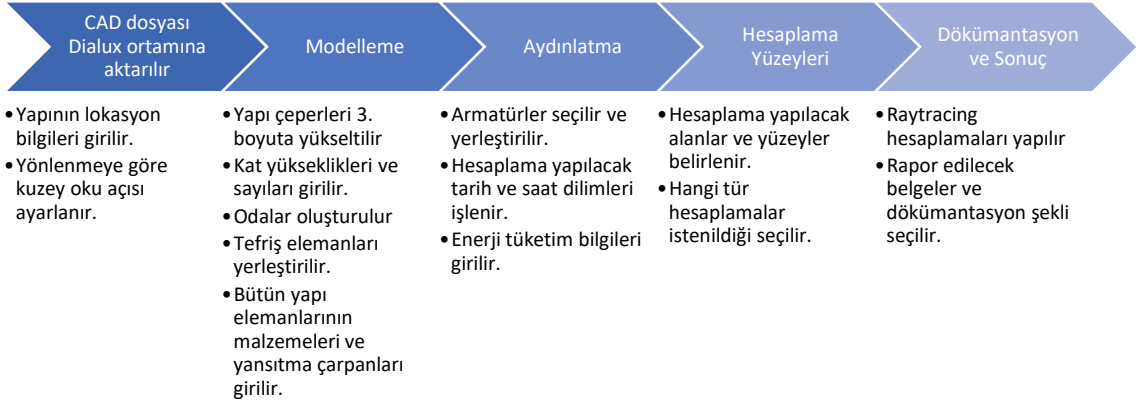 CAD dosyası
Dialux ortamına
aktarılır
Modelleme
Aydınlatma
Hesaplama
Yüzeyleri
Dökümantasyon
ve Sonuç
•Yapının lokasyon
bilgileri girilir.
•Yönlenmeye göre
kuzey oku açısı
ayarlanır.
•Yapı çeperleri 3.
boyuta yükseltilir
•Kat yükseklikleri ve
sayıları girilir.
•Odalar oluşturulur
•Tefriş elemanları
yerleştirilir.
•Bütün yapı
elemanlarının
malzemeleri ve
yansıtma çarpanları
girilir.
•Armatürler seçilir ve
yerleştirilir.
•Hesaplama yapılacak
tarih ve saat dilimleri
işlenir.
•Enerji tüketim bilgileri
girilir.
•Hesaplama yapılacak
alanlar ve yüzeyler
belirlenir.
•Hangi tür
hesaplamalar
istenildiği seçilir.
•Raytracing
hesaplamaları yapılır
•Rapor edilecek
belgeler ve
dökümantasyon şekli
seçilir.